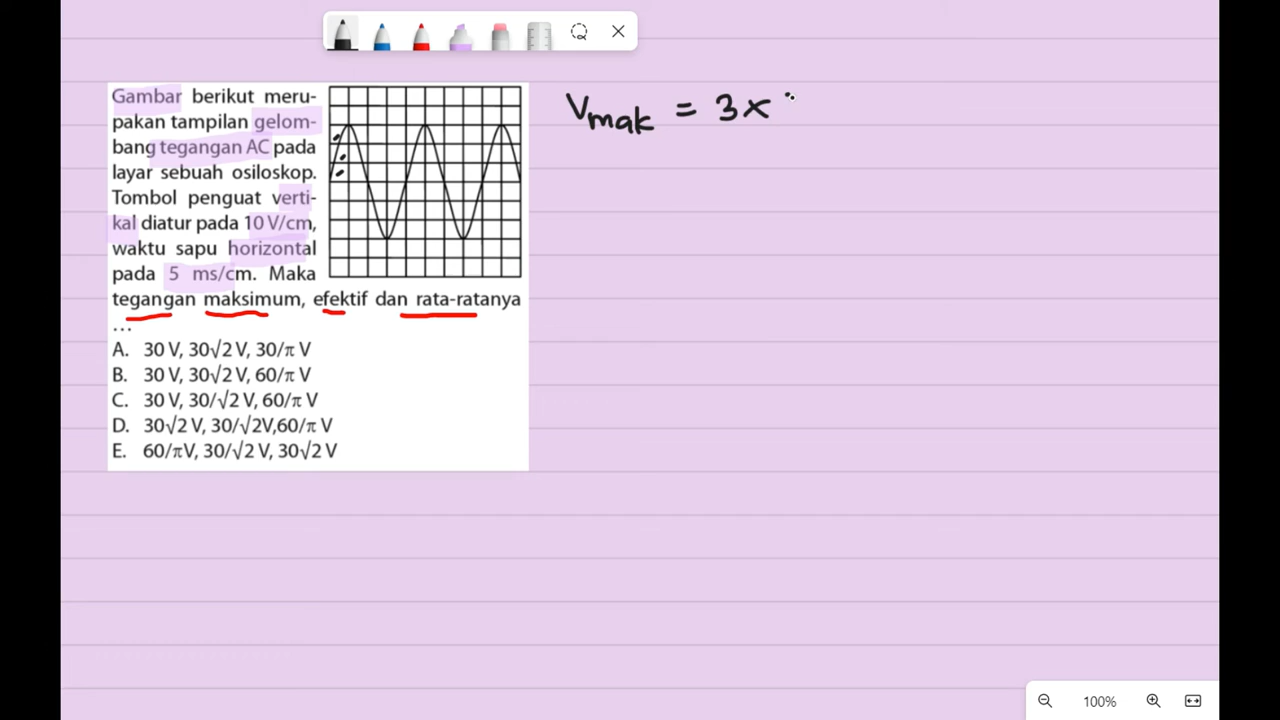 Gambar berikut meru-
pakan tampilan gelom-
bang tegangan AC pada
layar sebuah osiloskop.
Tombol penguat verti-
kal diatur pada 10 V/cm,
waktu sapu horizontal
pada 5 ms/cm. Maka
tegangan maksimum, efektif dan rata-ratanya
...
A. 30 V, 30√2 V, 30/π V
B. 30 V, 30√2 V, 60/π V
C. 30 V, 30/√2 V, 60/π V
D. 30√2 V, 30/√2V,60/π V
E. 60/πV, 30/√2 V, 30√2 V
Vmak = 3x
100%